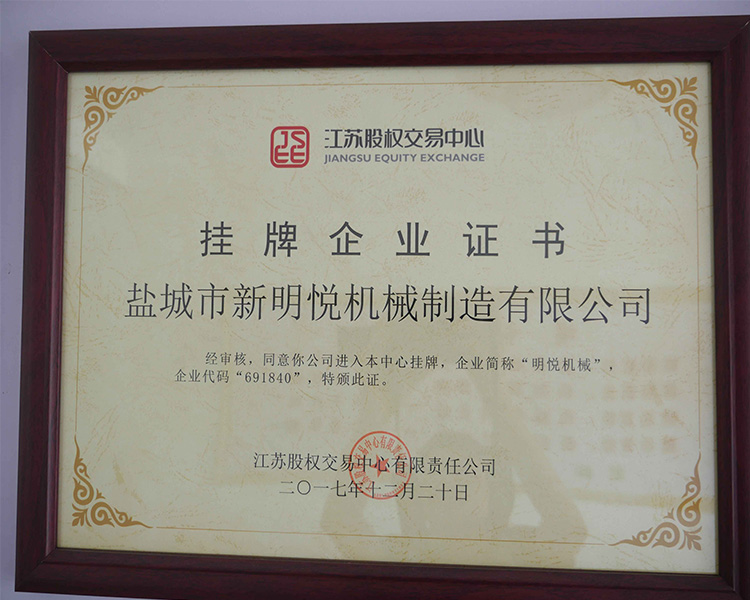 JS
EE
江苏股权交易中心
JIANGSU EQUITY EXCHANGE
挂牌企业证书
盐城市新明悦机械制造有限公司
经审核，同意你公司进入本中心挂牌，企业简称“明悦机械”，
企业代码“691840”，特颁此证。
江苏股权交易中心有限责任公司
二〇一七年十二月二十日